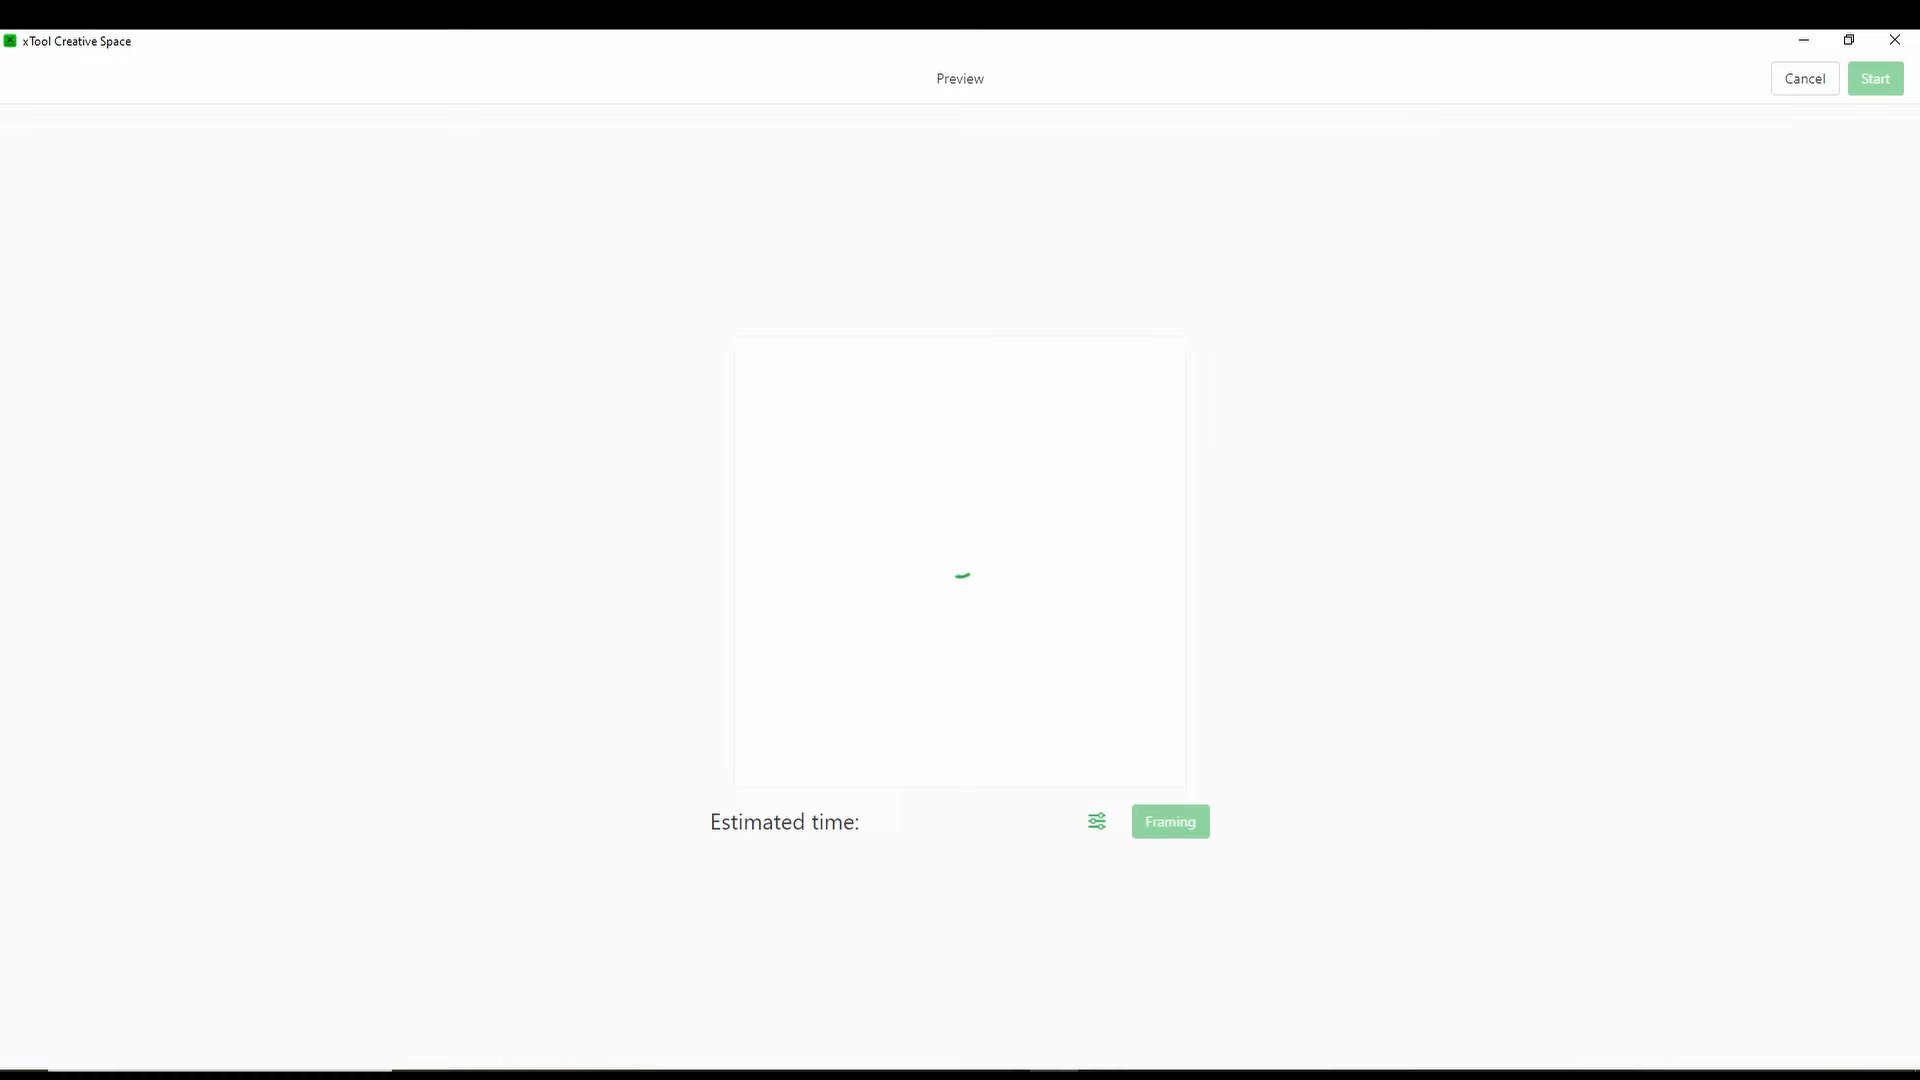 xTool Creative Space
Preview
Cancel
Start
Estimated time:
Framing